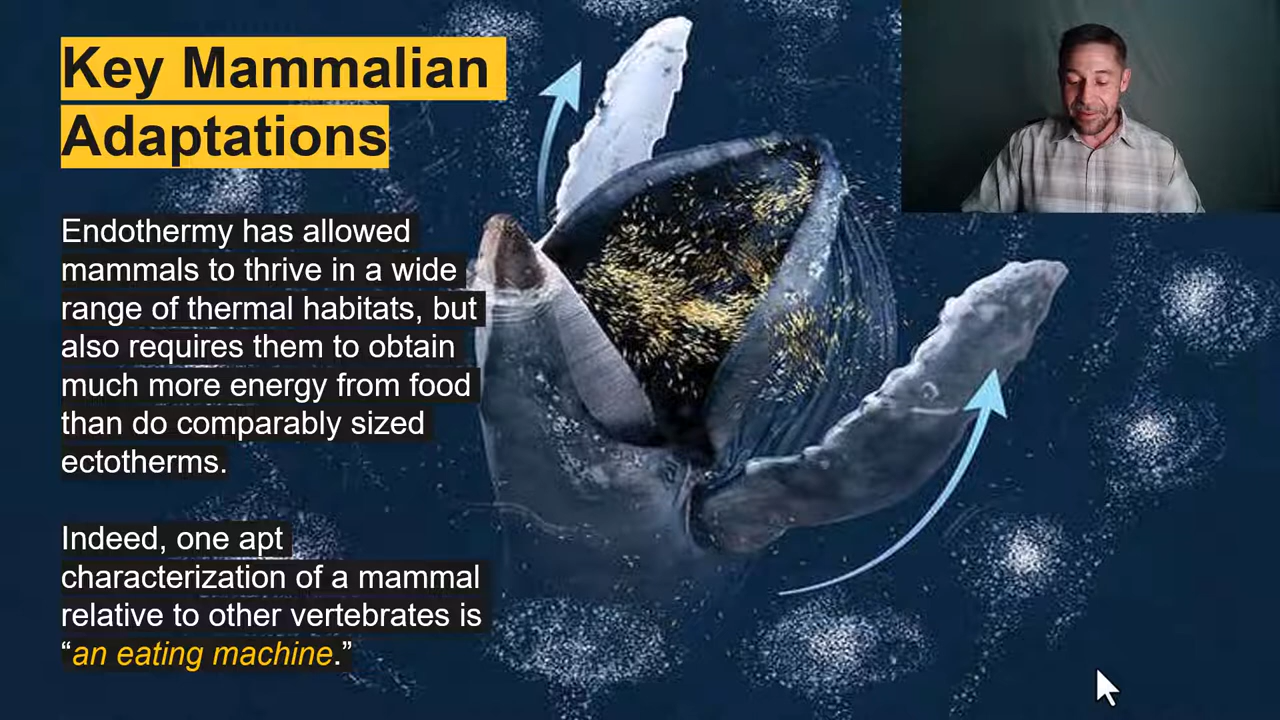 Key Mammalian
Adaptations
Endothermy has allowed
mammals to thrive in a wide
range of thermal habitats, but
also requires them to obtain
much more energy from food
than do comparably sized
ectotherms.
Indeed, one apt
characterization of a mammal
relative to other vertebrates is
“an eating machine.”